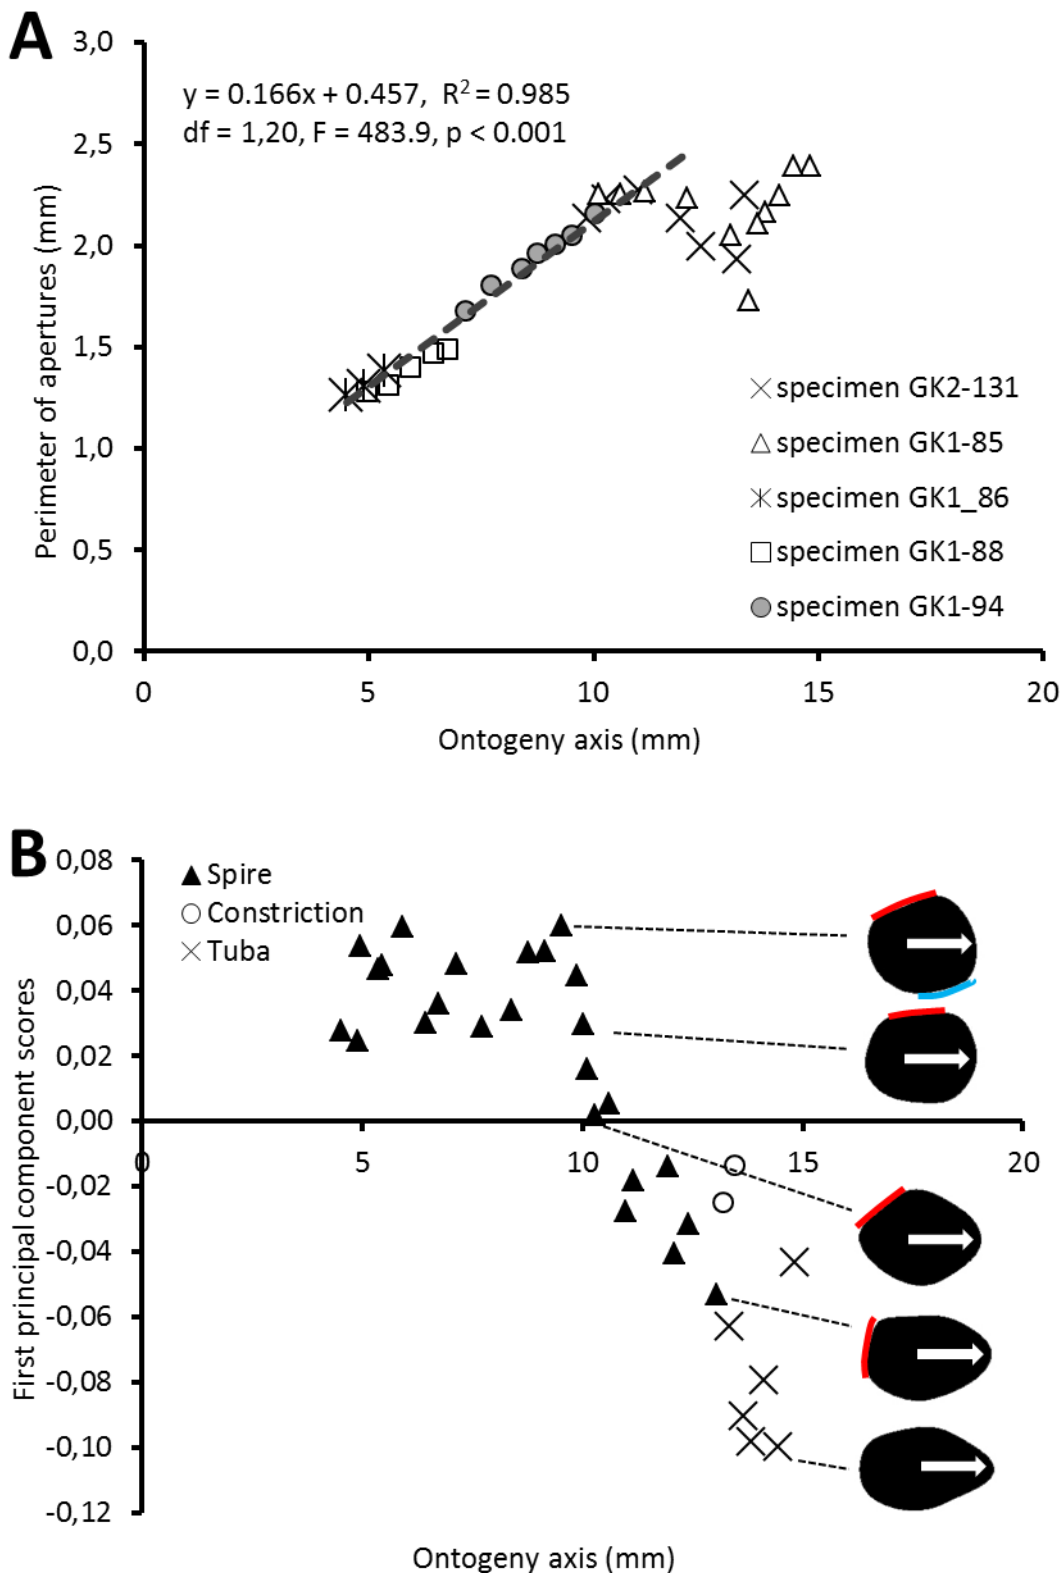 A
3,0
y = 0.166x + 0.457, R² = 0.985
df = 1,20, F = 483.9, p < 0.001
2,5
2,0
1,5
1,0
0,5
0,0
Perimeter of apertures (mm)
specimen GK2-131
specimen GK1-85
specimen GK1_86
specimen GK1-88
specimen GK1-94
0 5 10 15 20
Ontogeny axis (mm)
B
0,08
0,06
0,04
0,02
0,00
-0,02
-0,04
-0,06
-0,08
-0,10
-0,12
First principal component scores
Spire
Constriction
Tuba
0 5 10 15 20
Ontogeny axis (mm)